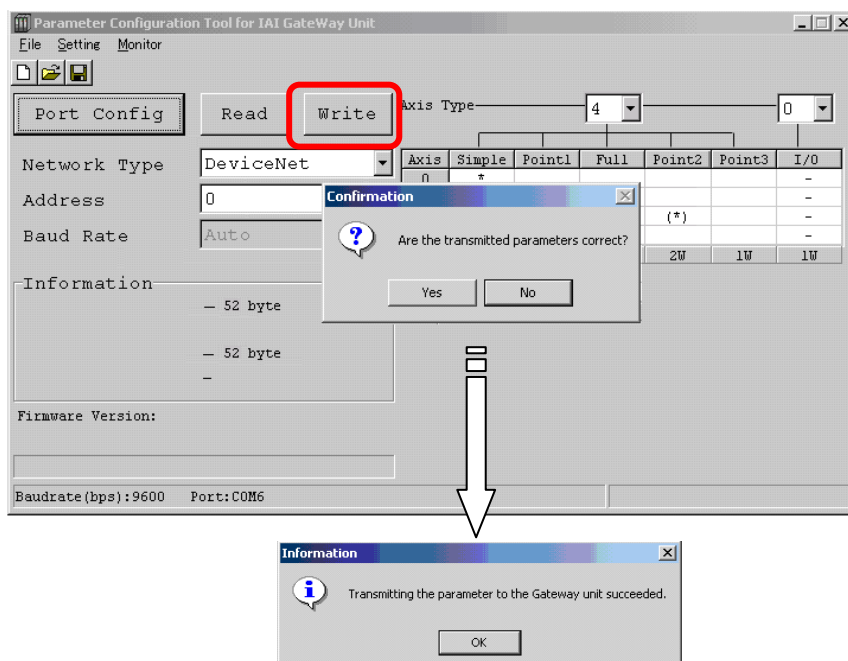 Parameter Configuration Tool for IAI GateWay Unit
File Setting Monitor
Port Config Read Write Axis Type 4 0
Network Type DeviceNet
Axis Simple Point1 Full Point2 Point3 I/O
0 * -
Address 0
-
(*) -
Baud Rate Auto
-
2W 1W 1W
Confirmation
Are the transmitted parameters correct?
Yes No
Information
— 52 byte
— 52 byte
–
Firmware Version:
Baudrate(bps):9600 Port:COM6
Information
Transmitting the parameter to the Gateway unit succeeded.
OK